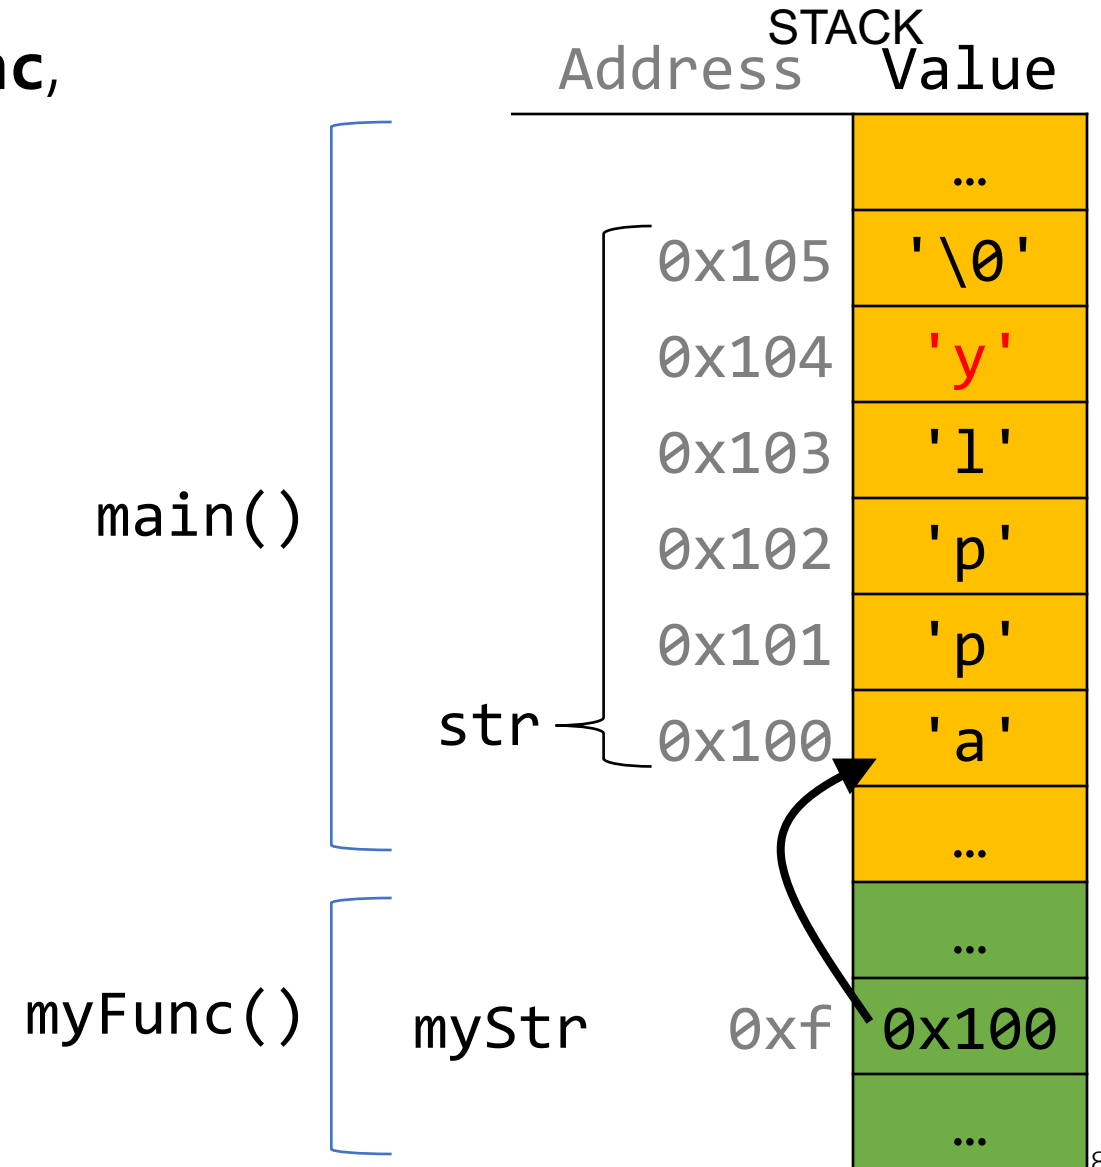 STACK
nc,
Address Value
…
0x105 '\0'
0x104 'y'
0x103 'l'
main() 0x102 'p'
0x101 'p'
str 0x100 'a'
…
…
myFunc() myStr 0xf 0x100
…